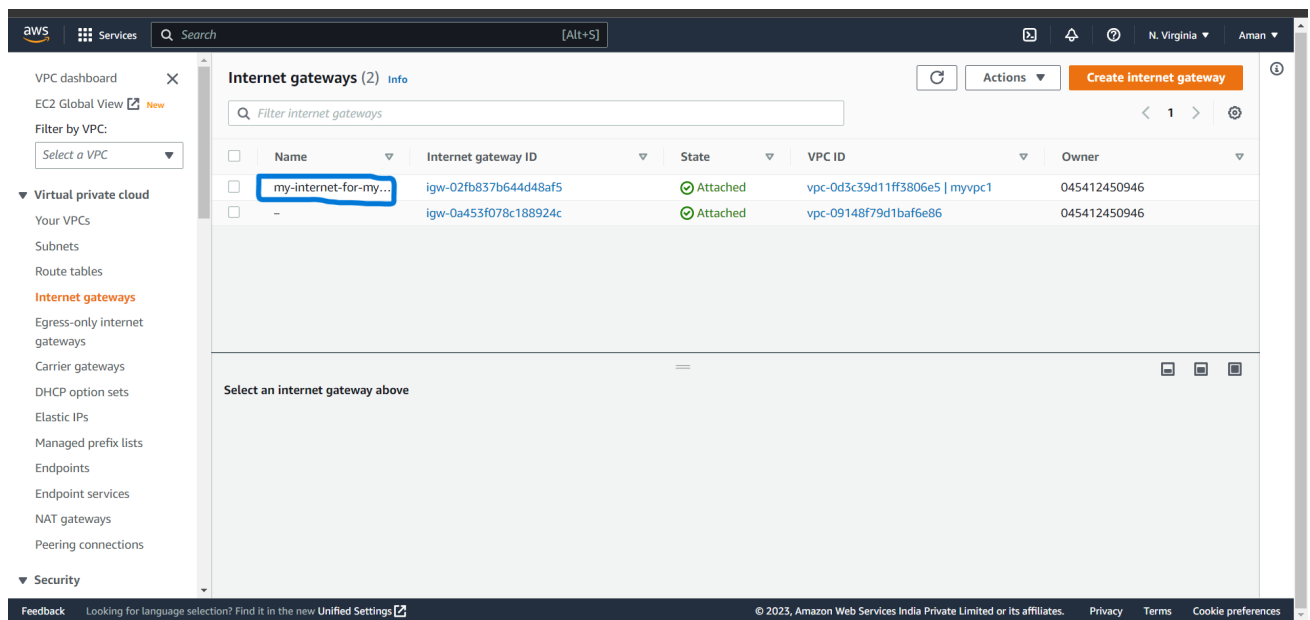 aws Services Search [Alt+S] N. Virginia Aman
VPC dashboard
EC2 Global View New
Filter by VPC:
Select a VPC
Virtual private cloud
Your VPCs
Subnets
Route tables
Internet gateways
Egress-only internet
gateways
Carrier gateways
DHCP option sets
Elastic IPs
Managed prefix lists
Endpoints
Endpoint services
NAT gateways
Peering connections
Security
Internet gateways (2) Info
Actions Create internet gateway
Filter internet gateways
1
Name Internet gateway ID State VPC ID Owner
my-internet-for-my... igw-02fb837b644d48af5 Attached vpc-0d3c39d11ff3806e5 | myvpc1 045412450946
– igw-0a453f078c188924c Attached vpc-09148f79d1baf6e86 045412450946
Select an internet gateway above
Feedback Looking for language selection? Find it in the new Unified Settings © 2023, Amazon Web Services India Private Limited or its affiliates. Privacy Terms Cookie preferences